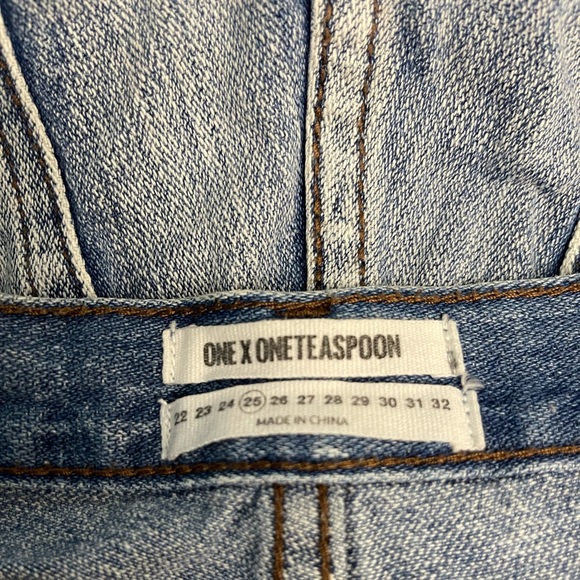 ONE X ONETEASPOON
22 23 24 25 26 27 28 29 30 31 32
MADE IN CHINA